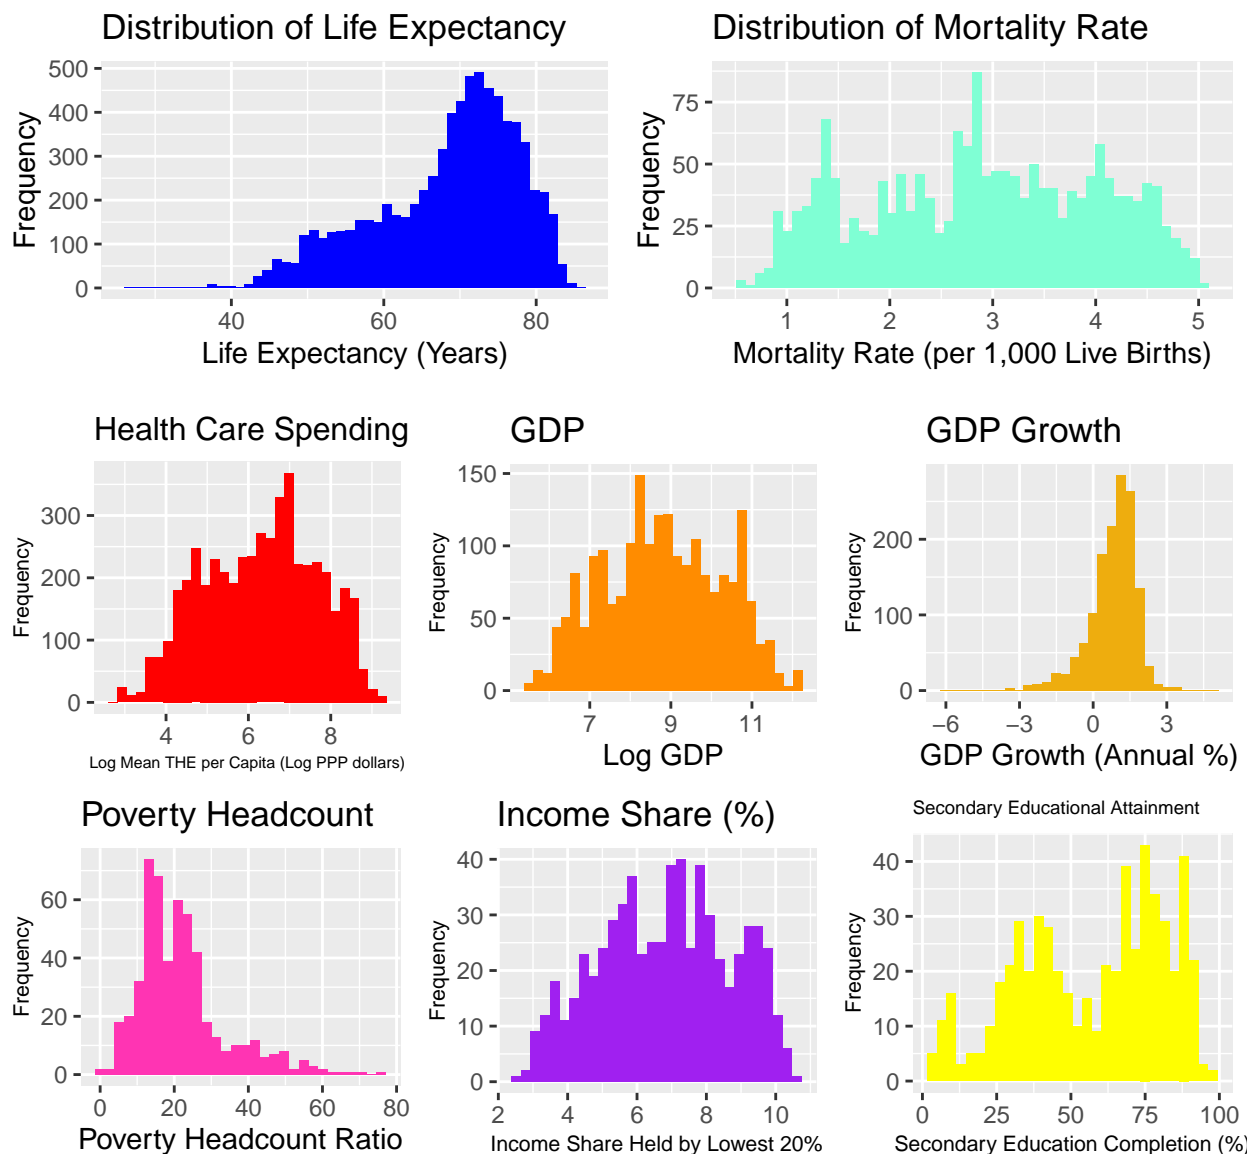 Distribution of Life Expectancy
Frequency
500
400
300
200
100
0
40 60 80
Life Expectancy (Years)
Distribution of Mortality Rate
Frequency
75
50
25
0
1 2 3 4 5
Mortality Rate (per 1,000 Live Births)
Health Care Spending
Frequency
300
200
100
0
4 6 8
Log Mean THE per Capita (Log PPP dollars)
GDP
Frequency
150
100
50
0
7 9 11
Log GDP
GDP Growth
Frequency
200
100
0
−6 −3 0 3
GDP Growth (Annual %)
Poverty Headcount
Frequency
60
40
20
0
0 20 40 60 80
Poverty Headcount Ratio
Income Share (%)
Frequency
40
30
20
10
0
2 4 6 8 10
Income Share Held by Lowest 20%
Secondary Educational Attainment
Frequency
40
30
20
10
0
0 25 50 75 100
Secondary Education Completion (%)